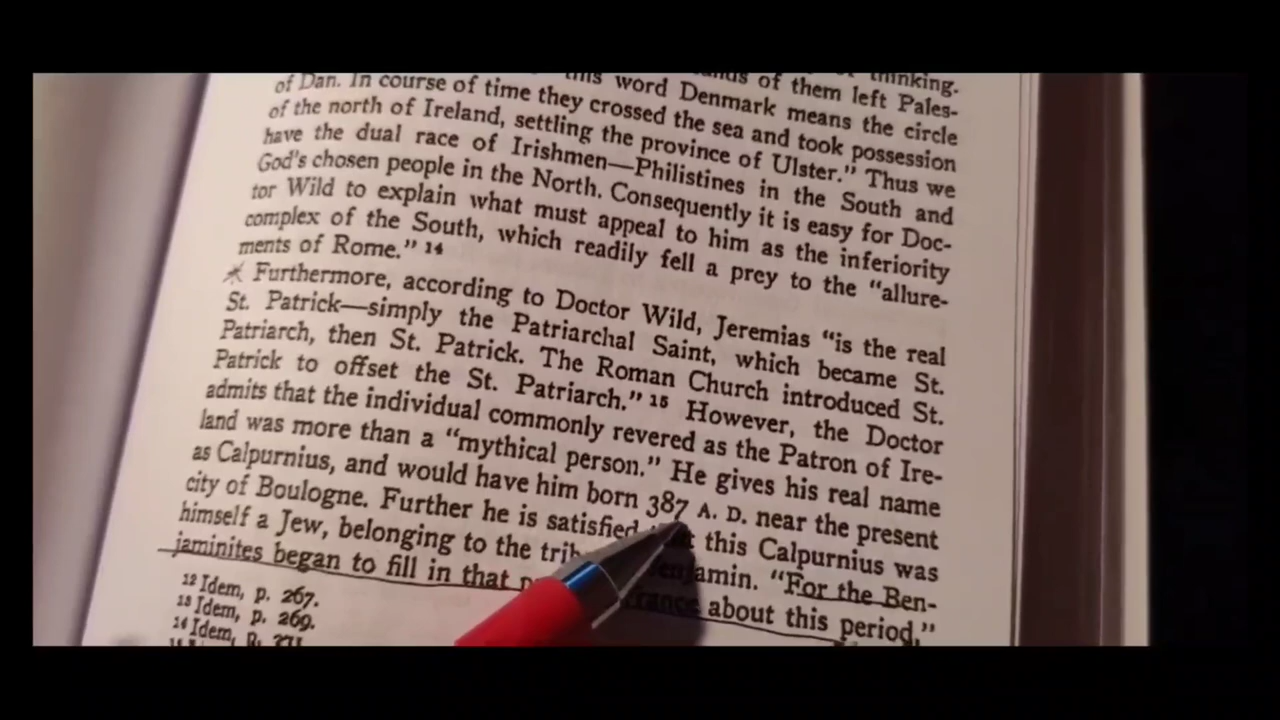 of them left Pales-
this word Denmark means the circle
of Dan. In course of time they crossed the sea and took possession
of the north of Ireland, settling the province of Ulster.” Thus we
have the dual race of Irishmen—Philistines in the South and
God’s chosen people in the North. Consequently it is easy for Doc-
tor Wild to explain what must appeal to him as the inferiority
complex of the South, which readily fell a prey to the “allure-
ments of Rome.” 14
Furthermore, according to Doctor Wild, Jeremias “is the real
St. Patrick—simply the Patriarchal Saint, which became St.
Patriarch, then St. Patrick. The Roman Church introduced St.
Patrick to offset the St. Patriarch.” 15 However, the Doctor
admits that the individual commonly revered as the Patron of Ire-
land was more than a “mythical person.” He gives his real name
as Calpurnius, and would have him born 387 A. D. near the present
city of Boulogne. Further he is satisfied this Calpurnius was
himself a Jew, belonging to the Benjamin. “For the Ben-
jaminites began to fill in that about this period.”
12 Idem, p. 267.
13 Idem, p. 269.
14 Idem, p. 271